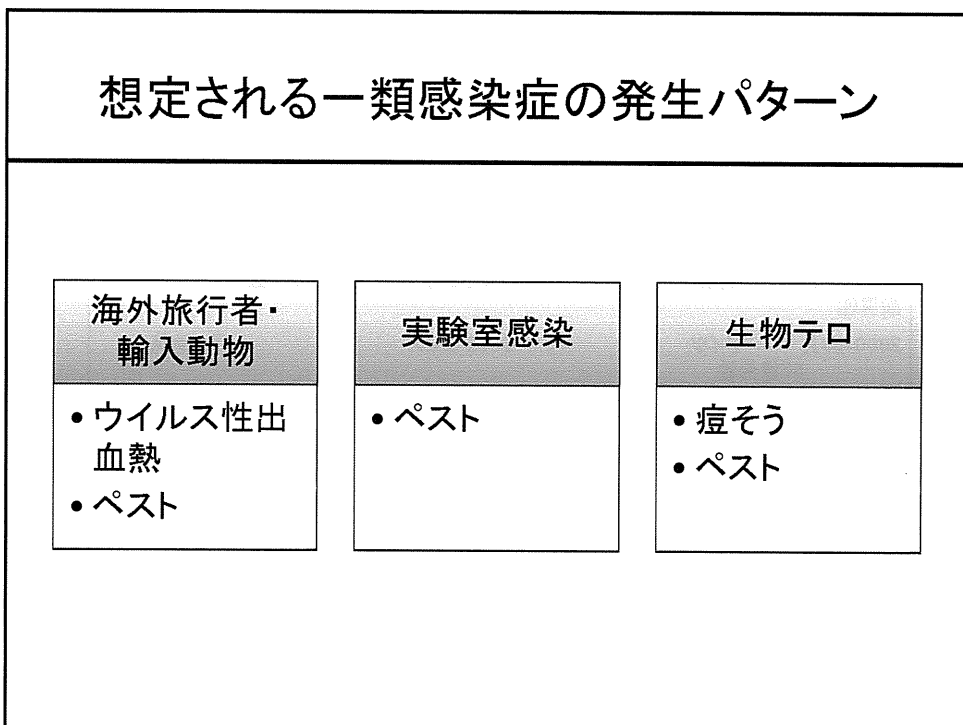 想定される一類感染症の発生パターン
海外旅行者・
輸入動物
• ウイルス性出
血熱
• ペスト
実験室感染
• ペスト
生物テロ
• 痘そう
• ペスト